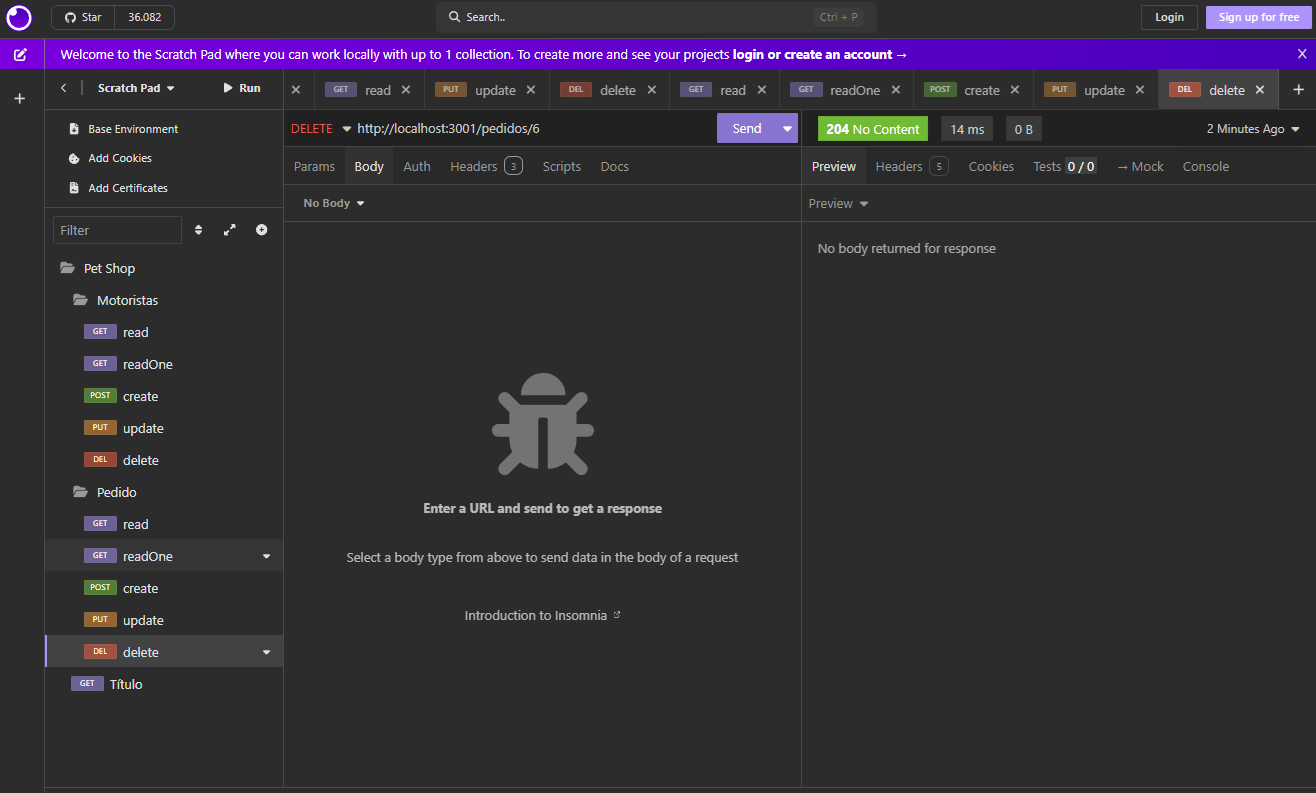 Star 36.082 Search.. Ctrl + P Login Sign up for free
Welcome to the Scratch Pad where you can work locally with up to 1 collection. To create more and see your projects login or create an account →
Scratch Pad Run
GET read PUT update DEL delete GET read GET readOne POST create PUT update DEL delete
Base Environment
Add Cookies
Add Certificates
Filter
Pet Shop
Motoristas
GET read
GET readOne
POST create
PUT update
DEL delete
Pedido
GET read
GET readOne
POST create
PUT update
DEL delete
GET Título
DELETE http://localhost:3001/pedidos/6 Send
Params Body Auth Headers 3 Scripts Docs
No Body
Enter a URL and send to get a response
Select a body type from above to send data in the body of a request
Introduction to Insomnia
204 No Content 14 ms 0 B 2 Minutes Ago
Preview Headers 5 Cookies Tests 0 / 0 → Mock Console
Preview
No body returned for response